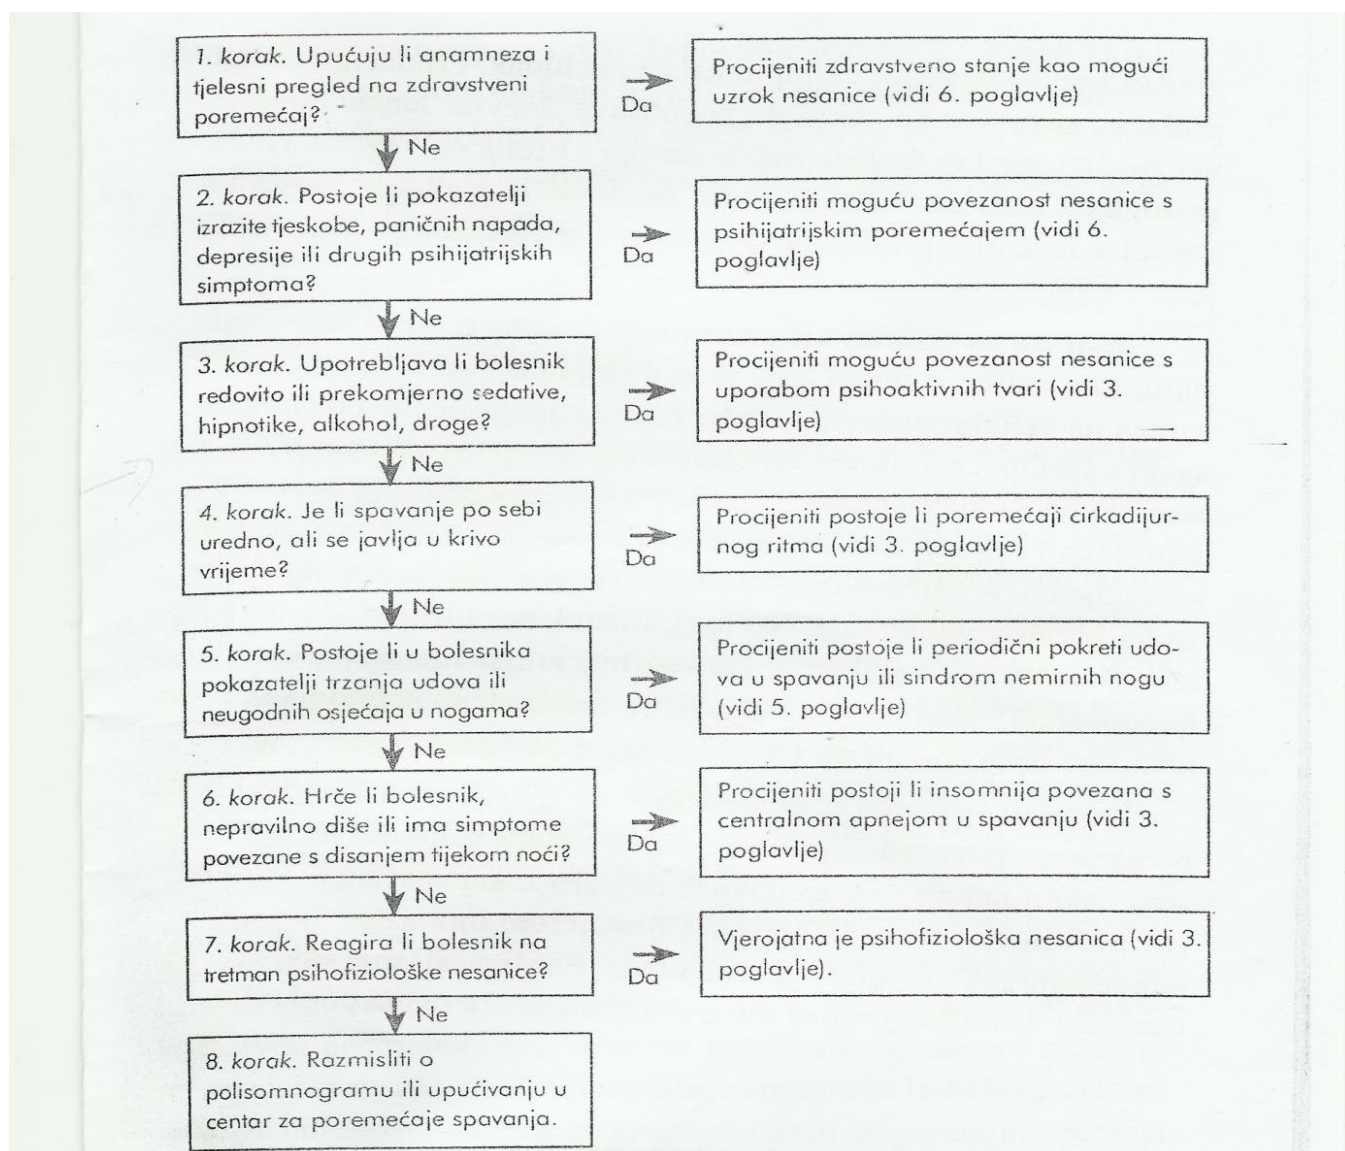 1. korak. Upućuju li anamneza i
tjelesni pregled na zdravstveni
poremećaj?
Da
Procijeniti zdravstveno stanje kao mogući
uzrok nesanice (vidi 6. poglavlje)
Ne
2. korak. Postoje li pokazatelji
izrazite tjeskobe, paničnih napada,
depresije ili drugih psihijatrijskih
simptoma?
Da
Procijeniti moguću povezanost nesanice s
psihijatrijskim poremećajem (vidi 6.
poglavlje)
Ne
3. korak. Upotrebljava li bolesnik
redovito ili prekomjerno sedative,
hipnotike, alkohol, droge?
Da
Procijeniti moguću povezanost nesanice s
uporabom psihoaktivnih tvari (vidi 3.
poglavlje)
Ne
4. korak. Je li spavanje po sebi
uredno, ali se javlja u krivo
vrijeme?
Da
Procijeniti postoje li poremećaji cirkadijur-
nog ritma (vidi 3. poglavlje)
Ne
5. korak. Postoje li u bolesnika
pokazatelji trzanja udova ili
neugodnih osjećaja u nogama?
Da
Procijeniti postoje li periodični pokreti udo-
va u spavanju ili sindrom nemirnih nogu
(vidi 5. poglavlje)
Ne
6. korak. Hrče li bolesnik,
nepravilno diše ili ima simptome
povezane s disanjem tijekom noći?
Da
Procijeniti postoji li insomnija povezana s
centralnom apnejom u spavanju (vidi 3.
poglavlje)
Ne
7. korak. Reagira li bolesnik na
tretman psihofiziološke nesanice?
Da
Vjerojatna je psihofiziološka nesanica (vidi 3.
poglavlje).
Ne
8. korak. Razmisliti o
polisomnogramu ili upućivanju u
centar za poremećaje spavanja.